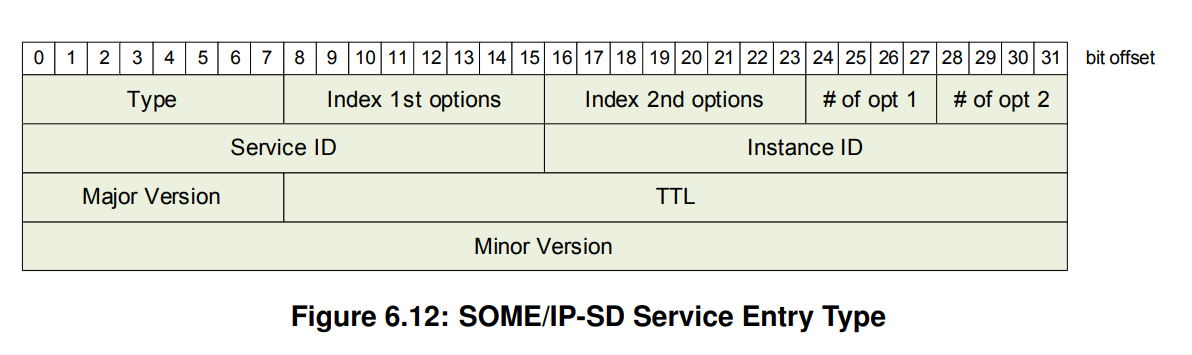 0 1 2 3 4 5 6 7 8 9 10 11 12 13 14 15 16 17 18 19 20 21 22 23 24 25 26 27 28 29 30 31 bit offset
Type Index 1st options Index 2nd options # of opt 1 # of opt 2
Service ID Instance ID
Major Version TTL
Minor Version
Figure 6.12: SOME/IP-SD Service Entry Type